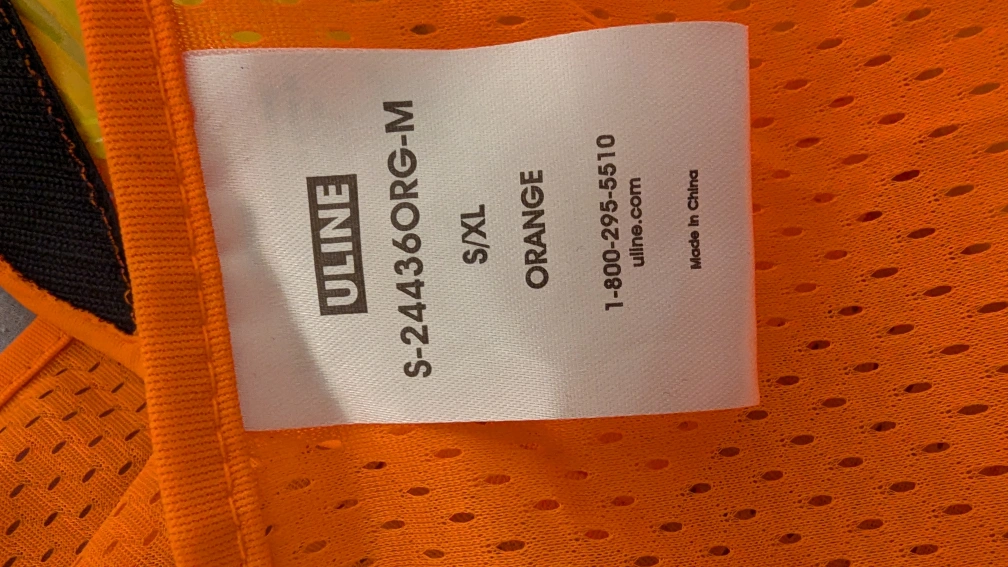 ULINE
S-24436ORG-M
S/XL
ORANGE
1-800-295-5510
uline.com
Made in China